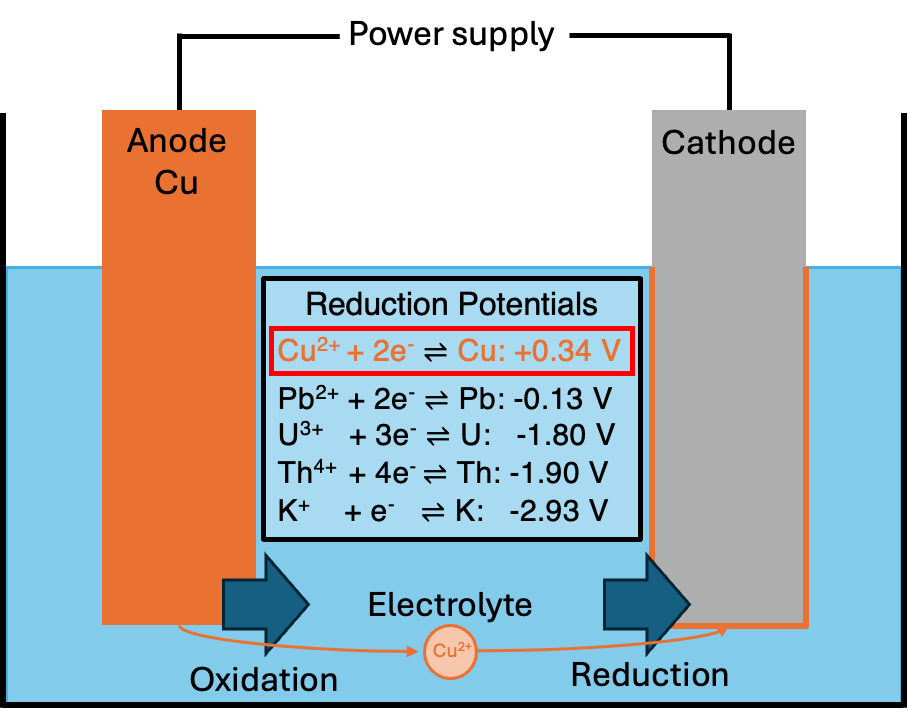 Power supply
Anode
Cu
Cathode
Reduction Potentials
Cu²⁺ + 2e⁻ ⇌ Cu: +0.34 V
Pb²⁺ + 2e⁻ ⇌ Pb: -0.13 V
U³⁺ + 3e⁻ ⇌ U: -1.80 V
Th⁴⁺ + 4e⁻ ⇌ Th: -1.90 V
K⁺ + e⁻ ⇌ K: -2.93 V
Electrolyte
Cu²⁺
Oxidation
Reduction